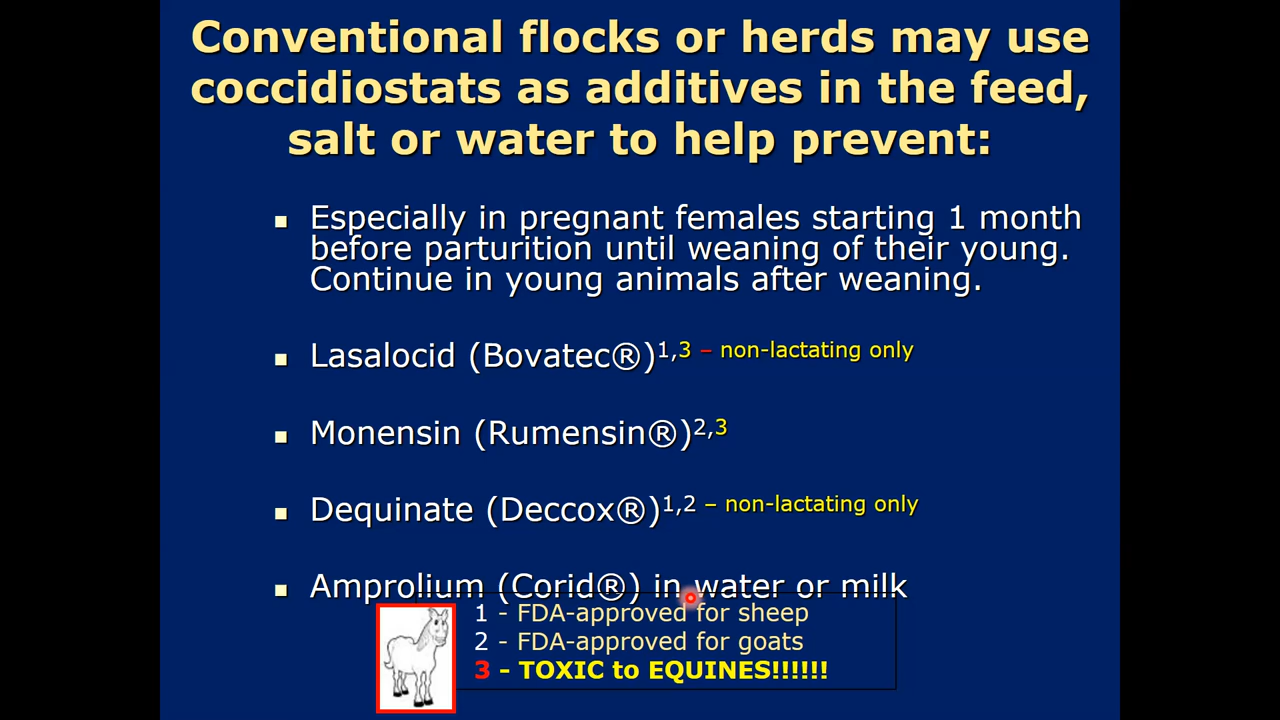 Conventional flocks or herds may use
coccidiostats as additives in the feed,
salt or water to help prevent:
▪ Especially in pregnant females starting 1 month
before parturition until weaning of their young.
Continue in young animals after weaning.
▪ Lasalocid (Bovatec®)1,3 – non-lactating only
▪ Monensin (Rumensin®)2,3
▪ Dequinate (Deccox®)1,2 – non-lactating only
▪ Amprolium (Corid®) in water or milk
1 - FDA-approved for sheep
2 - FDA-approved for goats
3 - TOXIC to EQUINES!!!!!!